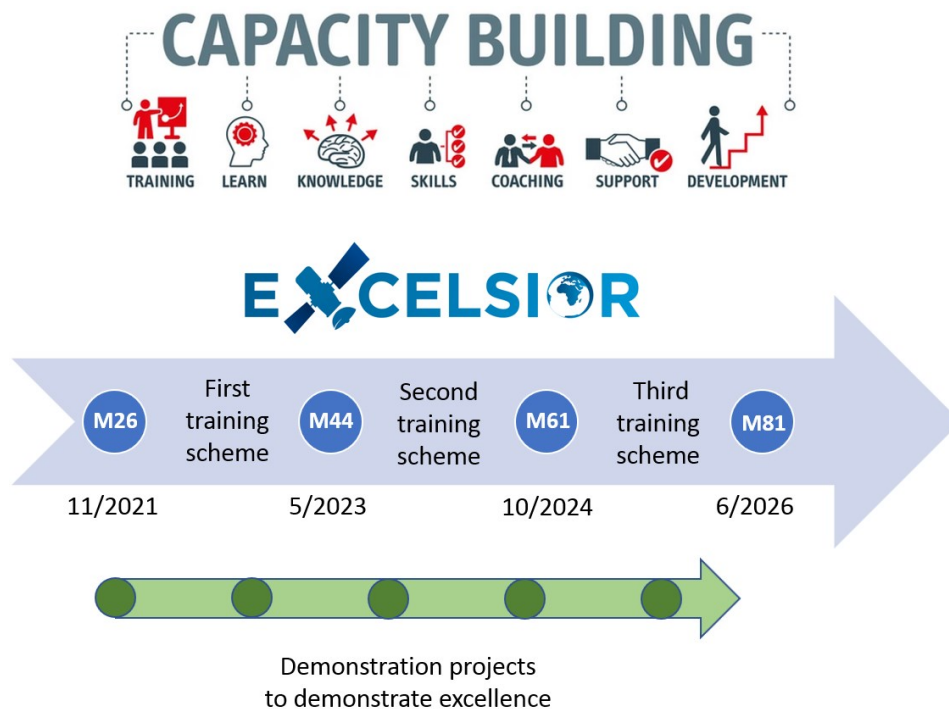 CAPACITY BUILDING
TRAINING LEARN KNOWLEDGE SKILLS COACHING SUPPORT DEVELOPMENT
EXCELSIOR
M26
First
training
scheme
M44
Second
training
scheme
M61
Third
training
scheme
M81
11/2021 5/2023 10/2024 6/2026
Demonstration projects
to demonstrate excellence